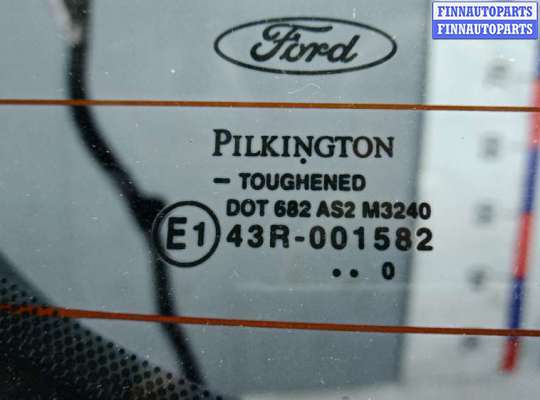 FINNAUTOPARTS
FINNAUTOPARTS
Ford
PILKINGTON
– TOUGHENED
DOT 682 AS2 M3240
E1 43R-001582
•• 0